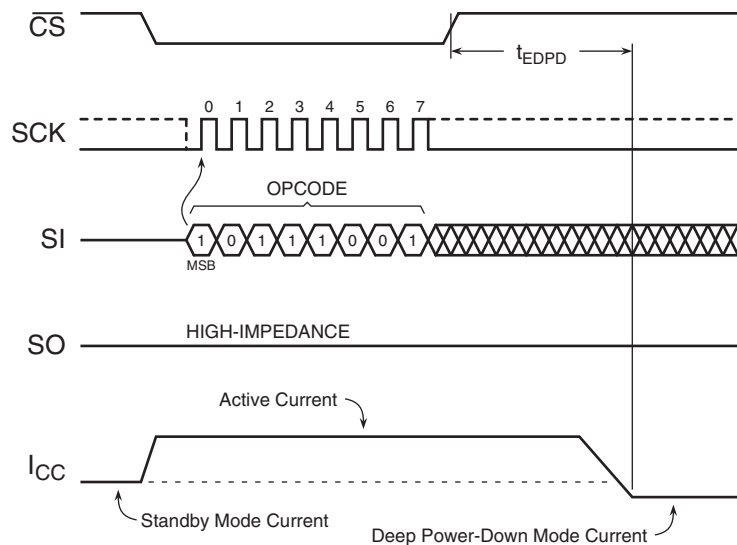 CS
tEDPD
0 1 2 3 4 5 6 7
SCK
OPCODE
SI
1 0 1 1 1 0 0 1
MSB
HIGH-IMPEDANCE
SO
Active Current
ICC
Standby Mode Current
Deep Power-Down Mode Current